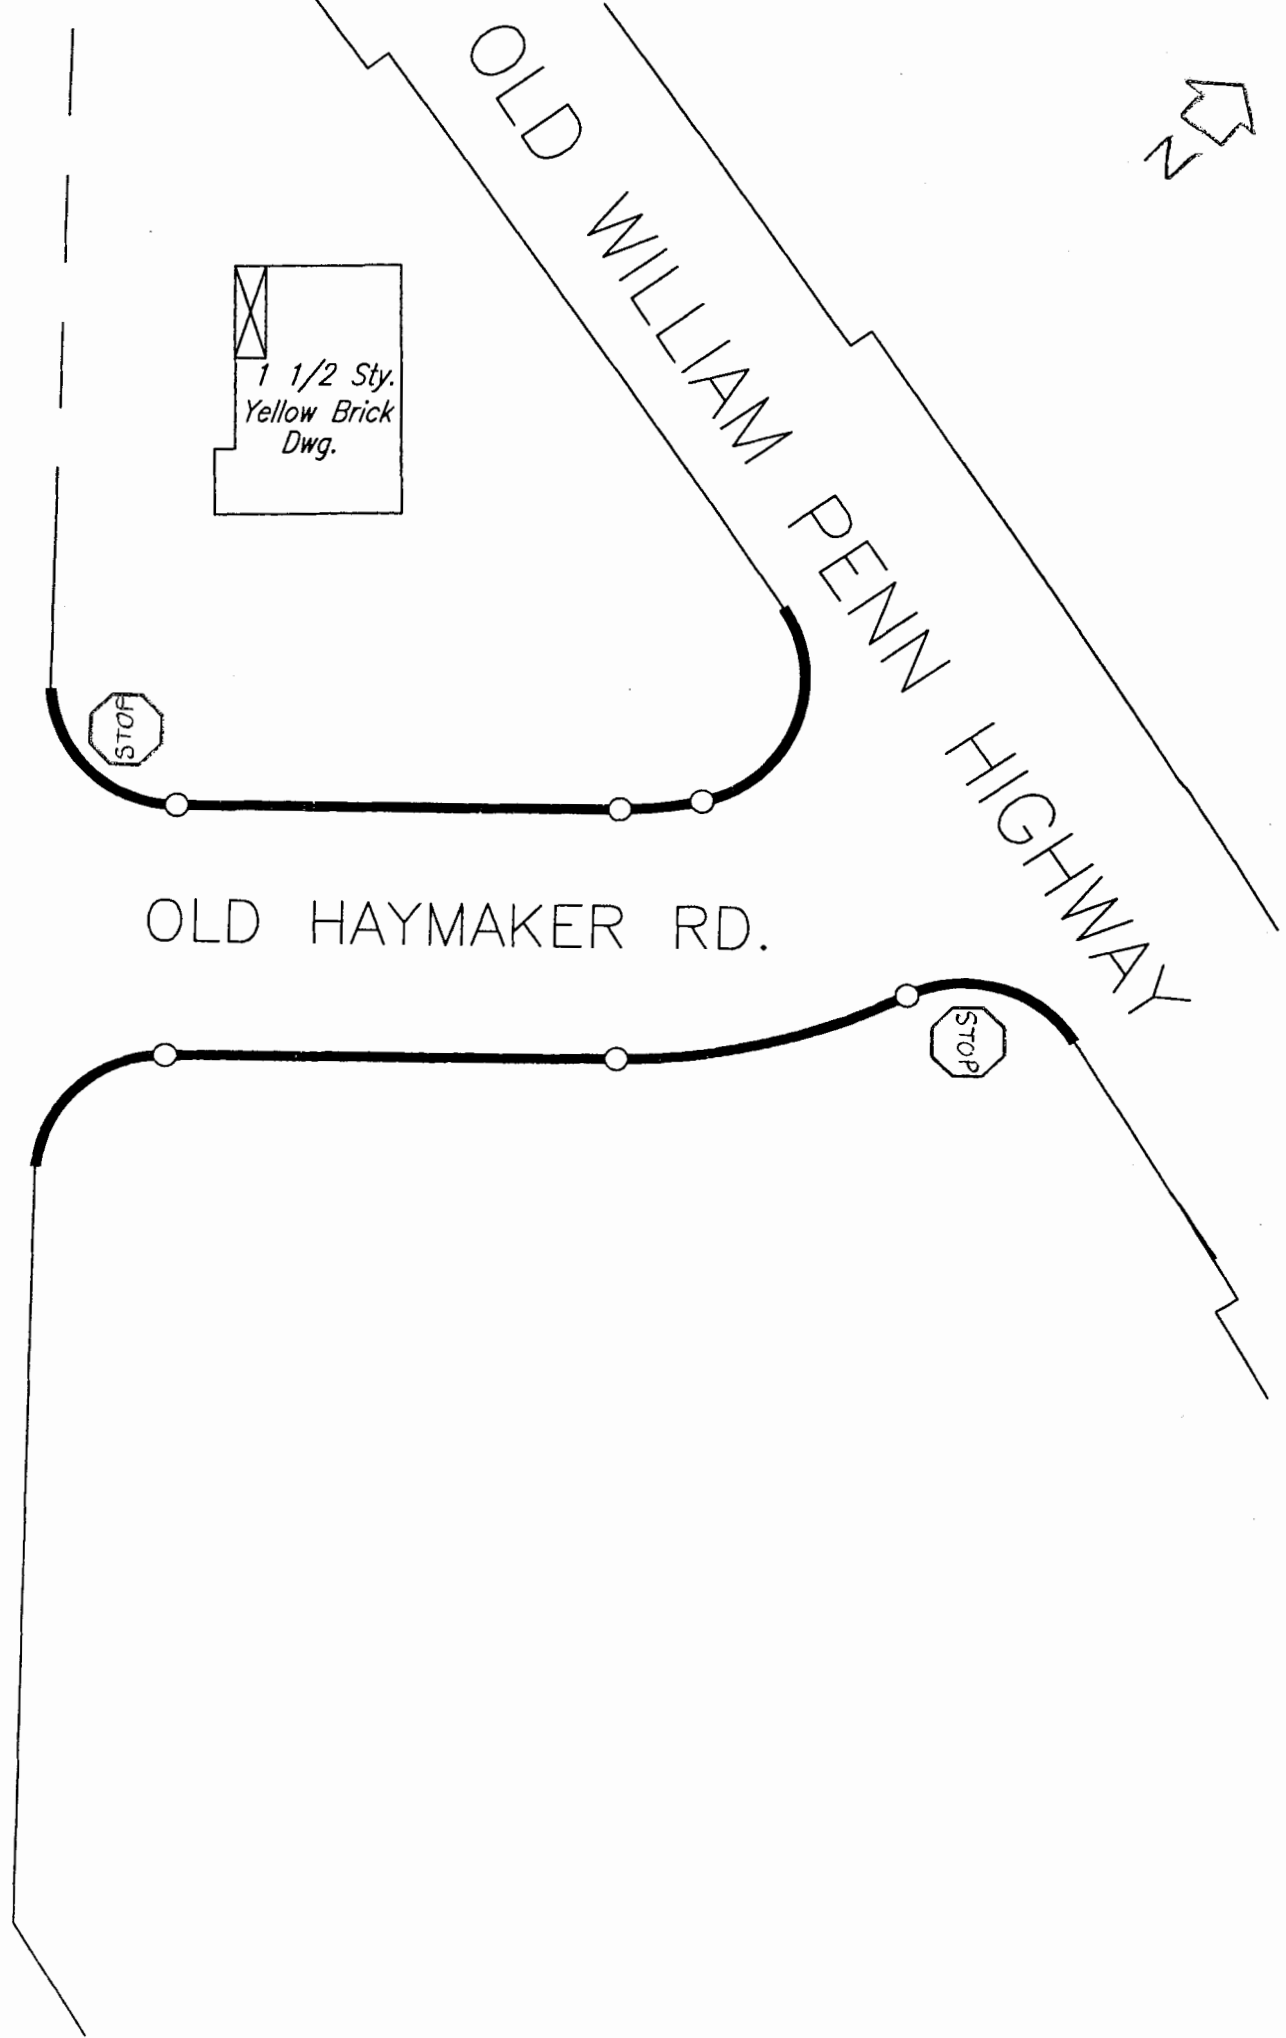 OLD WILLIAM PENN HIGHWAY
N
1 1/2 Sty.
Yellow Brick
Dwg.
STOP
OLD HAYMAKER RD.
STOP